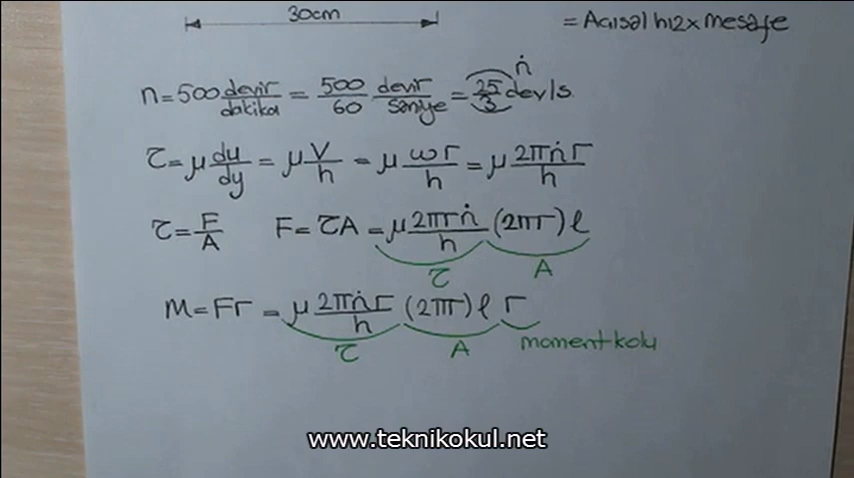 30cm
= Açısal hız x mesafe
n = 500 devir/dakika = 500/60 devir/saniye = 25/3 dev/s ṅ
τ = μ du/dy = μ V/h = μ ωr/h = μ 2πṅr/h
τ = F/A F = τA = μ 2πrṅ/h (2πr) ℓ
τ A
M = Fr = μ 2πṅr/h (2πr) ℓ r
τ A moment kolu
www.teknikokul.net